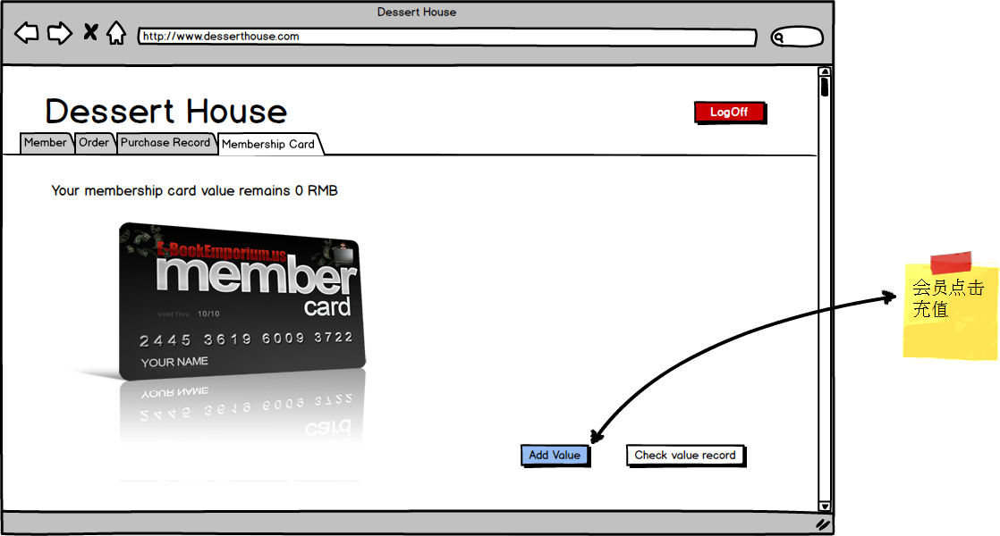 Dessert House
http://www.desserthouse.com
Dessert House
LogOff
Member
Order
Purchase Record
Membership Card
Your membership card value remains 0 RMB
E-BookEmporium.us
member
card
Valid Thru: 10/10
2445 3619 6009 3722
YOUR NAME
会员点击
充值
Add Value
Check value record